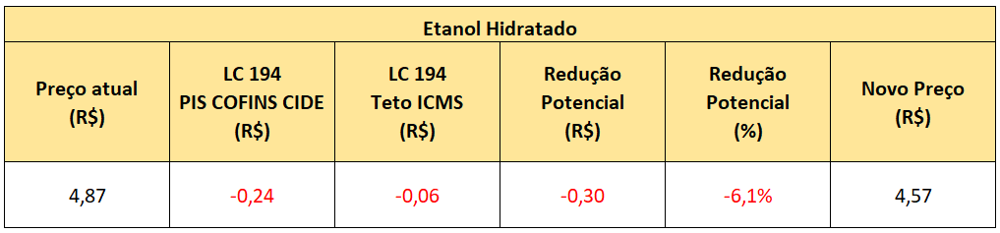 Etanol Hidratado
Preço atual
(R$)
LC 194
PIS COFINS CIDE
(R$)
LC 194
Teto ICMS
(R$)
Redução
Potencial
(R$)
Redução
Potencial
(%)
Novo Preço
(R$)
4,87
-0,24
-0,06
-0,30
-6,1%
4,57